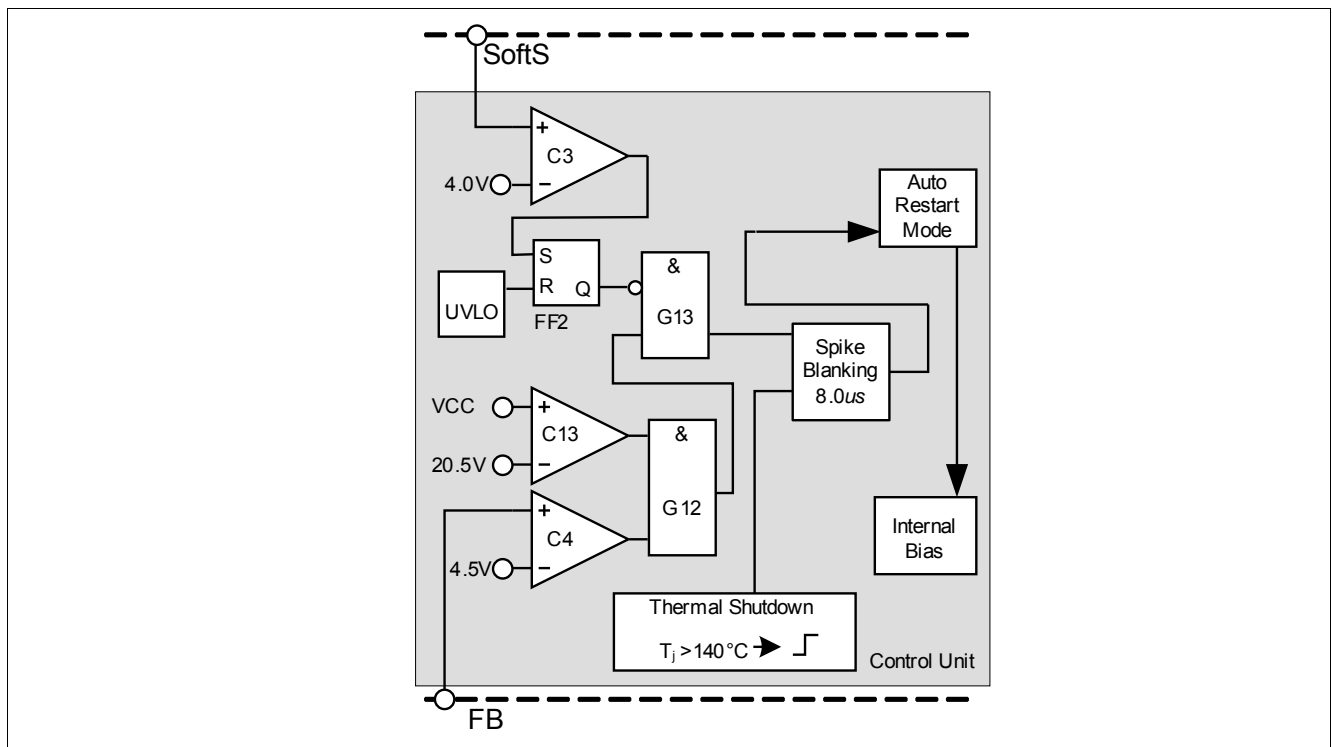 SoftS
+
C3
4.0V
−
Auto
Restart
Mode
S
R Q
UVLO
FF2
&
G13
Spike
Blanking
8.0us
VCC
+
C13
20.5V
−
&
G12
+
C4
4.5V
−
Internal
Bias
Thermal Shutdown
Tj >140°C
Control Unit
FB